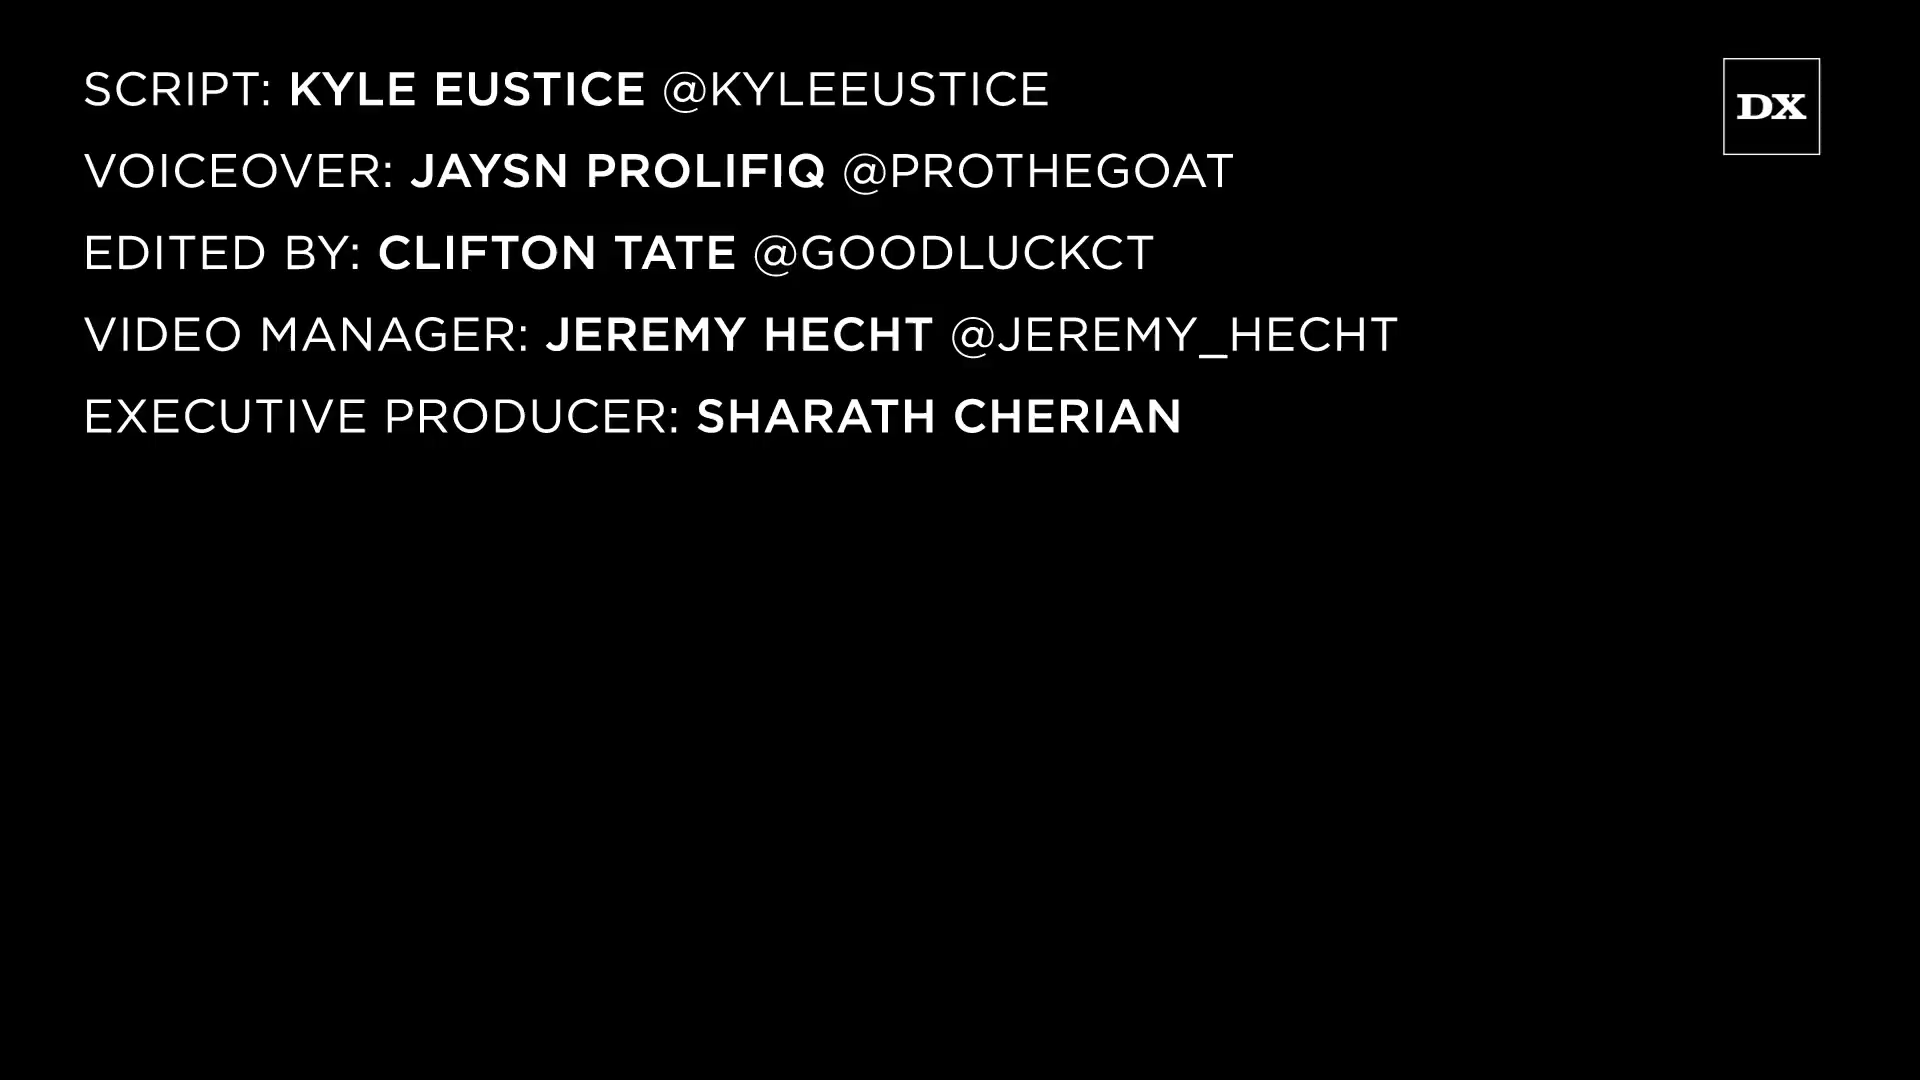 SCRIPT: KYLE EUSTICE @KYLEEUSTICE
DX
VOICEOVER: JAYSN PROLIFIQ @PROTHEGOAT
EDITED BY: CLIFTON TATE @GOODLUCKCT
VIDEO MANAGER: JEREMY HECHT @JEREMY_HECHT
EXECUTIVE PRODUCER: SHARATH CHERIAN